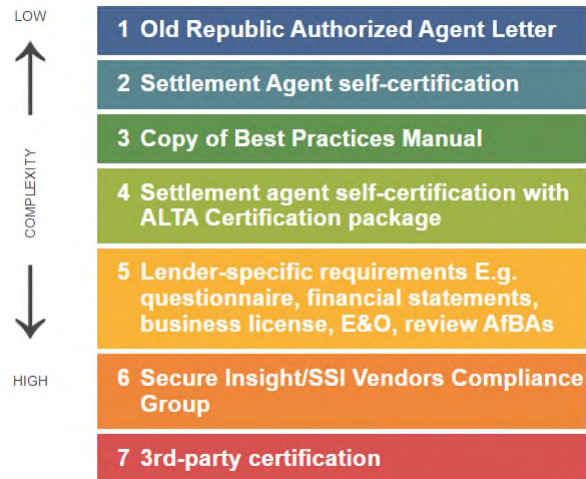 LOW
COMPLEXITY
HIGH
1 Old Republic Authorized Agent Letter
2 Settlement Agent self-certification
3 Copy of Best Practices Manual
4 Settlement agent self-certification with
ALTA Certification package
5 Lender-specific requirements E.g.
questionnaire, financial statements,
business license, E&O, review AfBAs
6 Secure Insight/SSI Vendors Compliance
Group
7 3rd-party certification